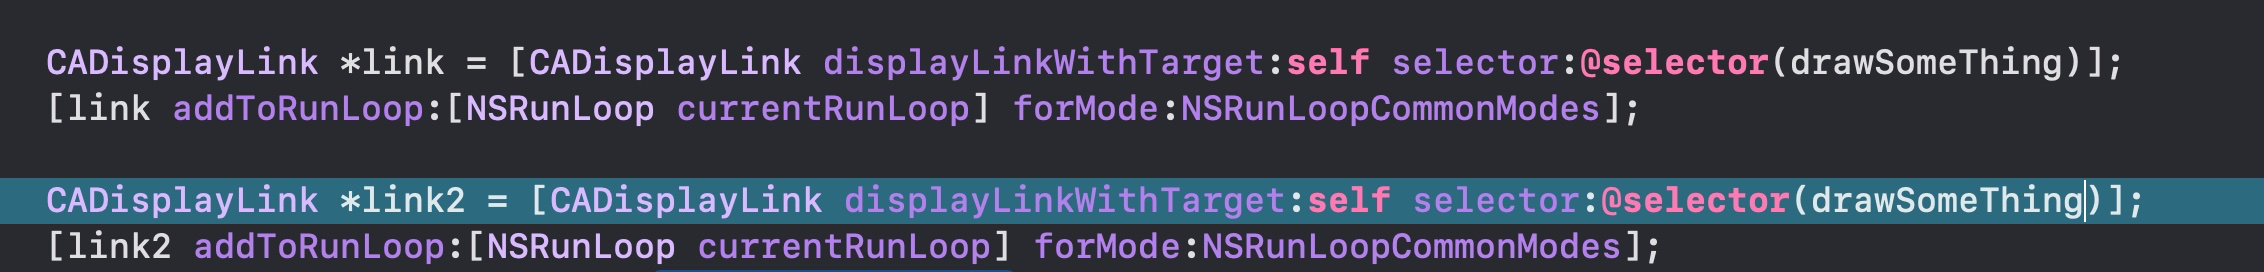 CADisplayLink *link = [CADisplayLink displayLinkWithTarget:self selector:@selector(drawSomeThing)];
[link addToRunLoop:[NSRunLoop currentRunLoop] forMode:NSRunLoopCommonModes];
CADisplayLink *link2 = [CADisplayLink displayLinkWithTarget:self selector:@selector(drawSomeThing)];
[link2 addToRunLoop:[NSRunLoop currentRunLoop] forMode:NSRunLoopCommonModes];